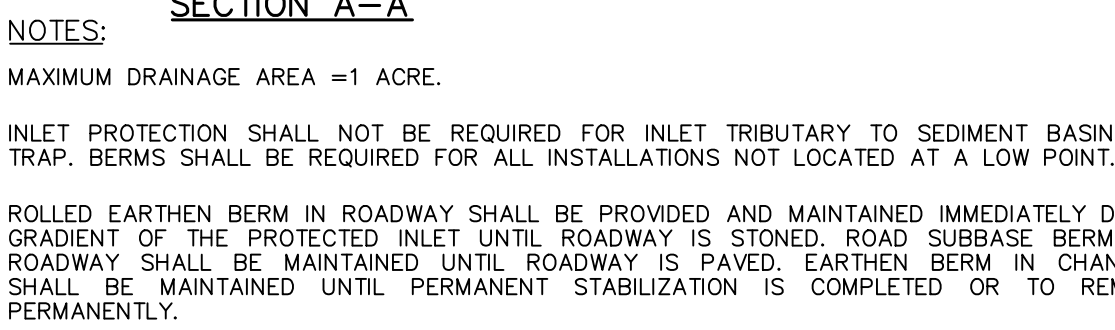 SECTION A-A
NOTES:
MAXIMUM DRAINAGE AREA =1 ACRE.
INLET PROTECTION SHALL NOT BE REQUIRED FOR INLET TRIBUTARY TO SEDIMENT BASIN
TRAP. BERMS SHALL BE REQUIRED FOR ALL INSTALLATIONS NOT LOCATED AT A LOW POINT.
ROLLED EARTHEN BERM IN ROADWAY SHALL BE PROVIDED AND MAINTAINED IMMEDIATELY
GRADIENT OF THE PROTECTED INLET UNTIL ROADWAY IS STONED. ROAD SUBBASE BERM
ROADWAY SHALL BE MAINTAINED UNTIL ROADWAY IS PAVED. EARTHEN BERM IN
SHALL BE MAINTAINED UNTIL PERMANENT STABILIZATION IS COMPLETED OR TO
PERMANENTLY.